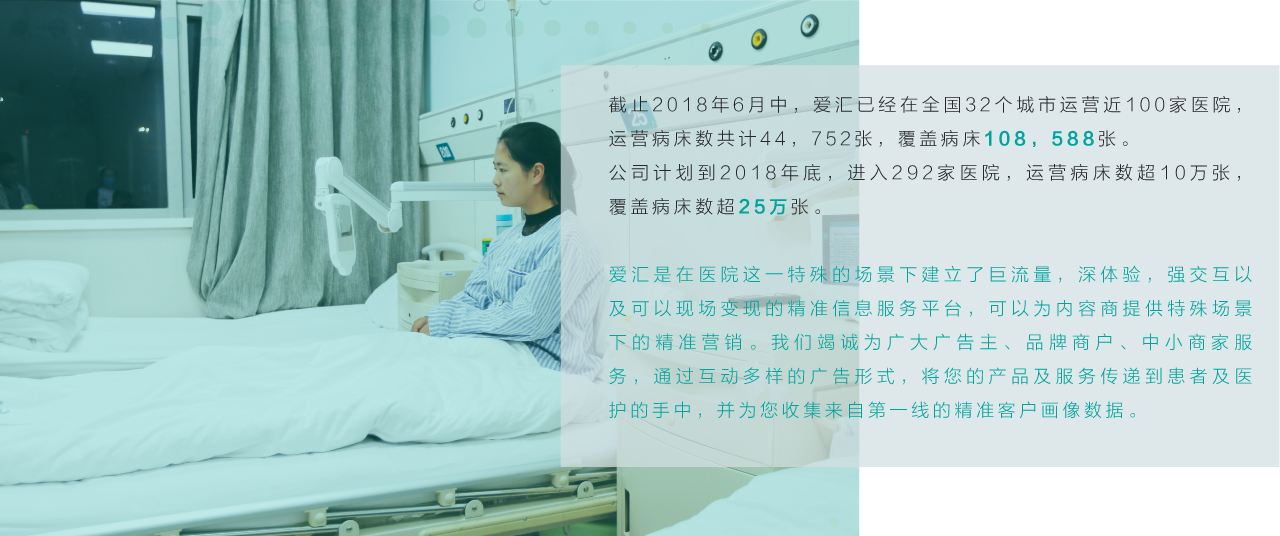 截止2018年6月中，爱汇已经在全国32个城市运营近100家医院，
运营病床数共计44，752张，覆盖病床108，588张。
公司计划到2018年底，进入292家医院，运营病床数超10万张，
覆盖病床数超25万张。
爱汇是在医院这一特殊的场景下建立了巨流量，深体验，强交互以
及可以现场变现的精准信息服务平台，可以为内容商提供特殊场景
下的精准营销。我们竭诚为广大广告主、品牌商户、中小商家服
务，通过互动多样的广告形式，将您的产品及服务传递到患者及医
护的手中，并为您收集来自第一线的精准客户画像数据。